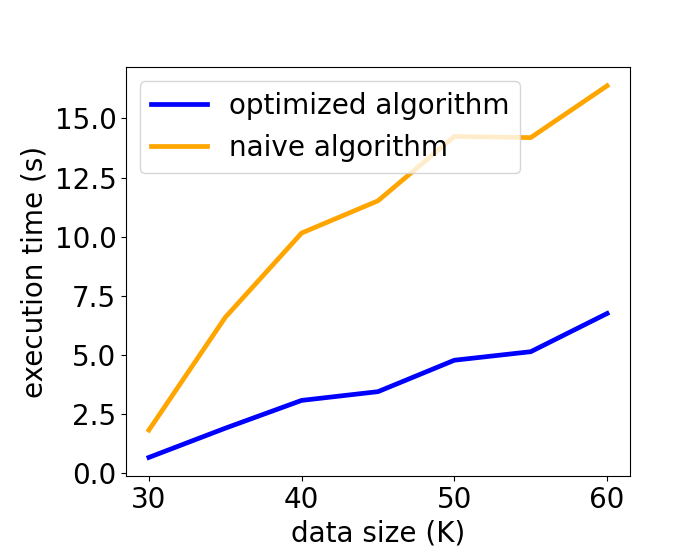 optimized algorithm
naive algorithm
execution time (s)
15.0
12.5
10.0
7.5
5.0
2.5
0.0
30 40 50 60
data size (K)